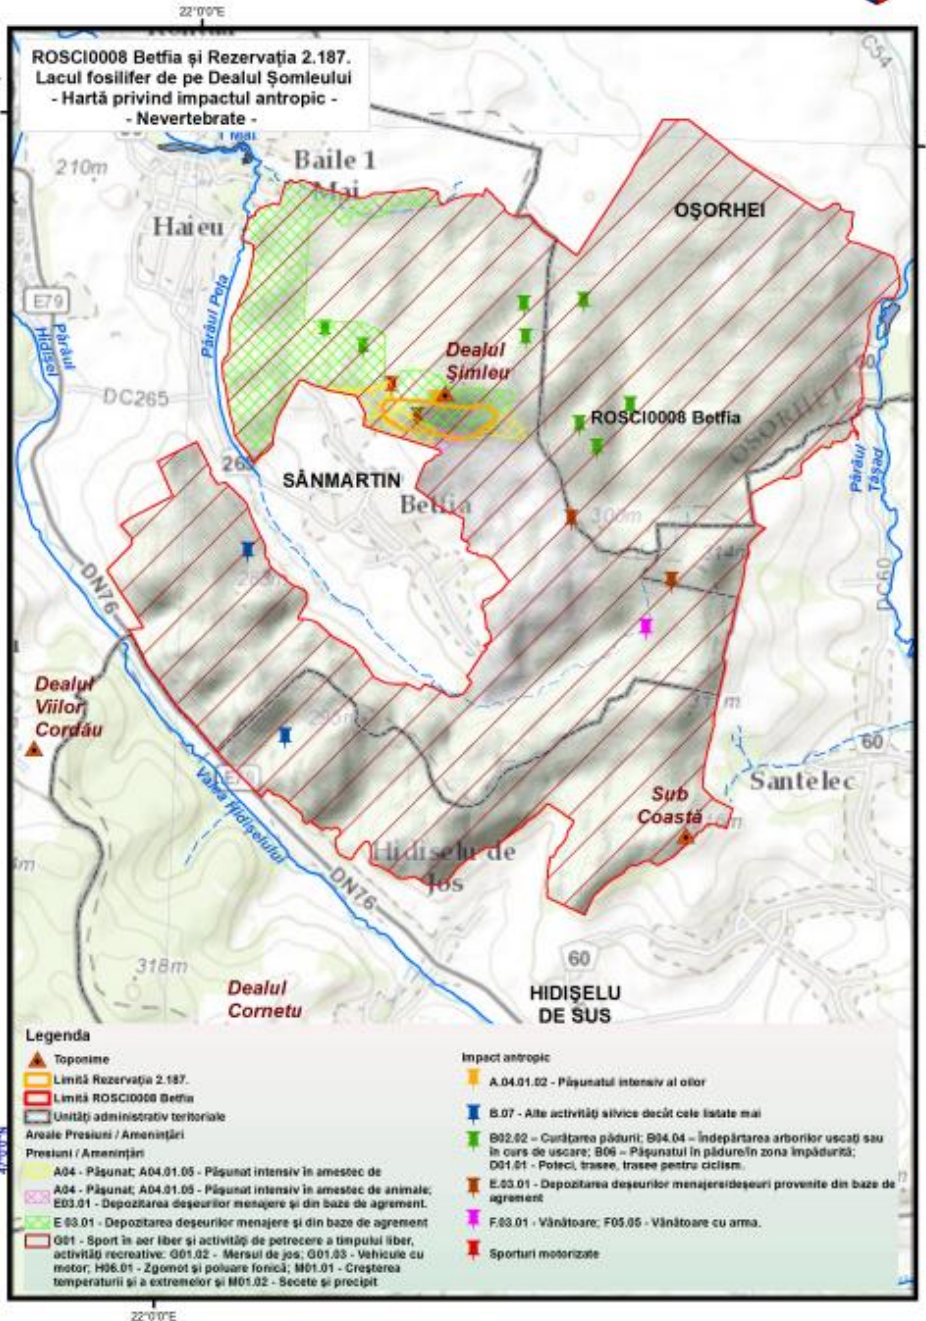 22°0'0"E
ROSCI0008 Betfia și Rezervația 2.187.
Lacul fosilifer de pe Dealul Șomleului
- Hartă privind impactul antropic -
- Nevertebrate -
C54
1 Mai
210m
Baile 1
Mai
Haieu
OȘORHEI
E79
Pârâul Peța
Pârâul
Hidișel
Dealul
Șimleu
DC265
ROSCI0008 Betfia
OSORHEI
SÂNMARTIN
Betfia
Pârâul
Tășad
300m
314m
DN76
DC60
Dealul
Viilor
Cordău
60
Santelec
E79
Valea Hidișelului
Sub
Coastă
Hidiselu de
Jos
DN76
318m
60
Dealul
Cornetu
HIDIȘELU
DE SUS
Legenda
Toponime
Limită Rezervația 2.187.
Limită ROSCI0008 Betfia
Unități administrativ teritoriale
Areale Presiuni / Amenințări
Presiuni / Amenințări
A04 - Pășunat; A04.01.05 - Pășunat intensiv în amestec de
A04 - Pășunat; A04.01.05 - Pășunat intensiv în amestec de animale;
E03.01 - Depozitarea deșeurilor menajere și din baze de agrement.
E 03.01 - Depozitarea deșeurilor menajere și din baze de agrement
G01 - Sport în aer liber și activități de petrecere a timpului liber,
activități recreative: G01.02 - Mersul de jos; G01.03 - Vehicule cu
motor; H06.01 - Zgomot și poluare fonică; M01.01 - Creșterea
temperaturii și a extremelor și M01.02 - Secete și precipit
Impact antropic
A.04.01.02 - Pășunatul intensiv al oilor
B.07 - Alte activități silvice decât cele listate mai
B02.02 – Curățarea pădurii; B04.04 – Îndepărtarea arborilor uscați sau
în curs de uscare; B06 – Pășunatul în pădure/în zona împădurită;
D01.01 - Poteci, trasee, trasee pentru ciclism.
E.03.01 - Depozitarea deșeurilor menajere/deșeuri provenite din baze de
agrement
F.03.01 - Vânătoare; F05.05 - Vânătoare cu arma.
Sporturi motorizate
22°0'0"E